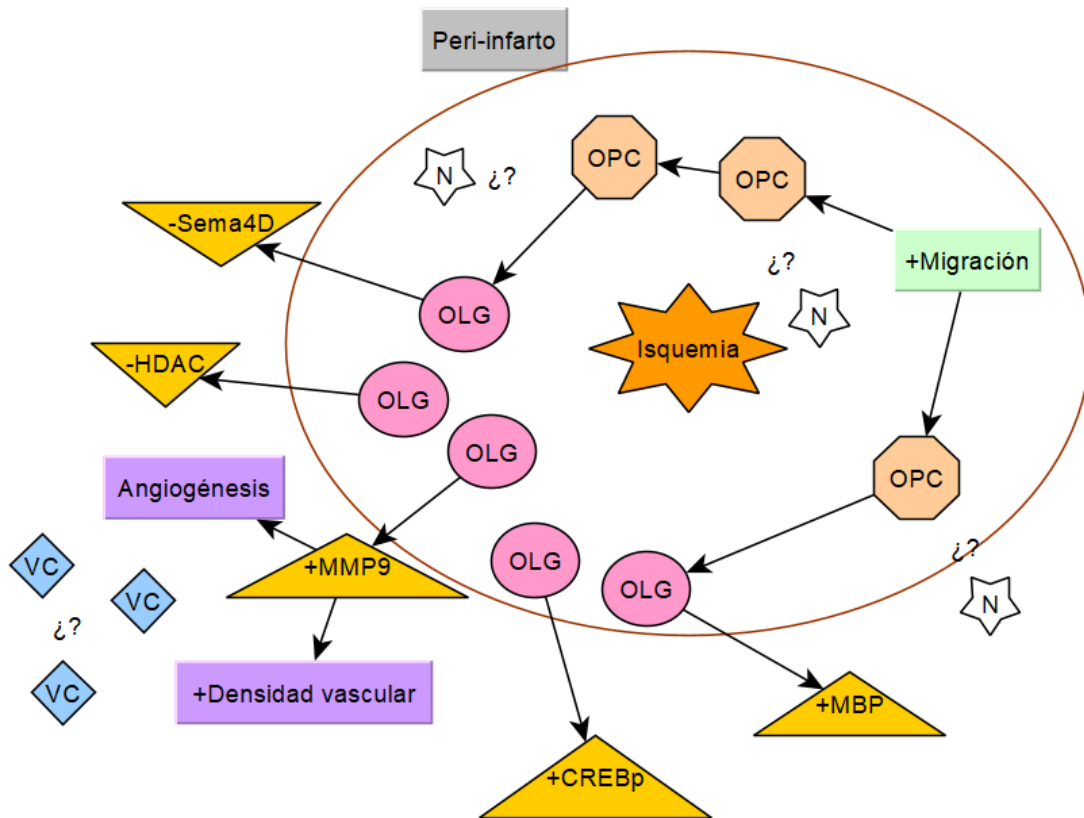 Peri-infarto
OPC
OPC
N
¿?
-Sema4D
+Migración
¿?
N
OLG
Isquemia
-HDAC
OLG
OLG
OPC
Angiogénesis
¿?
OLG
+MMP9
VC
VC
OLG
N
¿?
VC
+Densidad vascular
+MBP
+CREBp